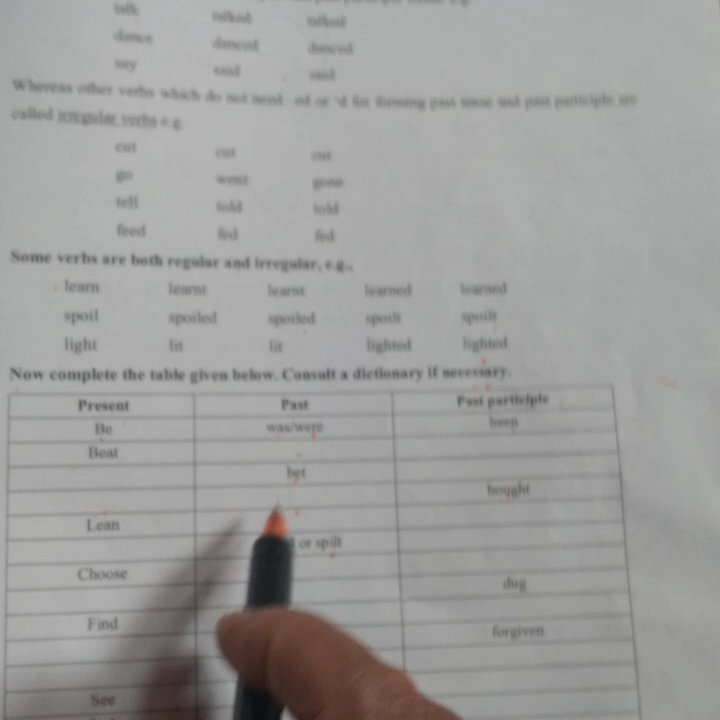 talk talked talked
dance danced danced
say said said
Whereas other verbs which do not need -ed or 'd for forming past tense and past participle are
called irregular verbs e.g.
cut cut cut
go went gone
tell told told
feed fed fed
Some verbs are both regular and irregular, e.g.,
learn learnt learnt learned learned
spoil spoiled spoiled spoilt spoilt
light lit lit lighted lighted
Now complete the table given below. Consult a dictionary if necessary.
Present Past Past participle
Be was/were been
Beat
bet
bought
Lean
or spilt
Choose
dug
Find
forgiven
See